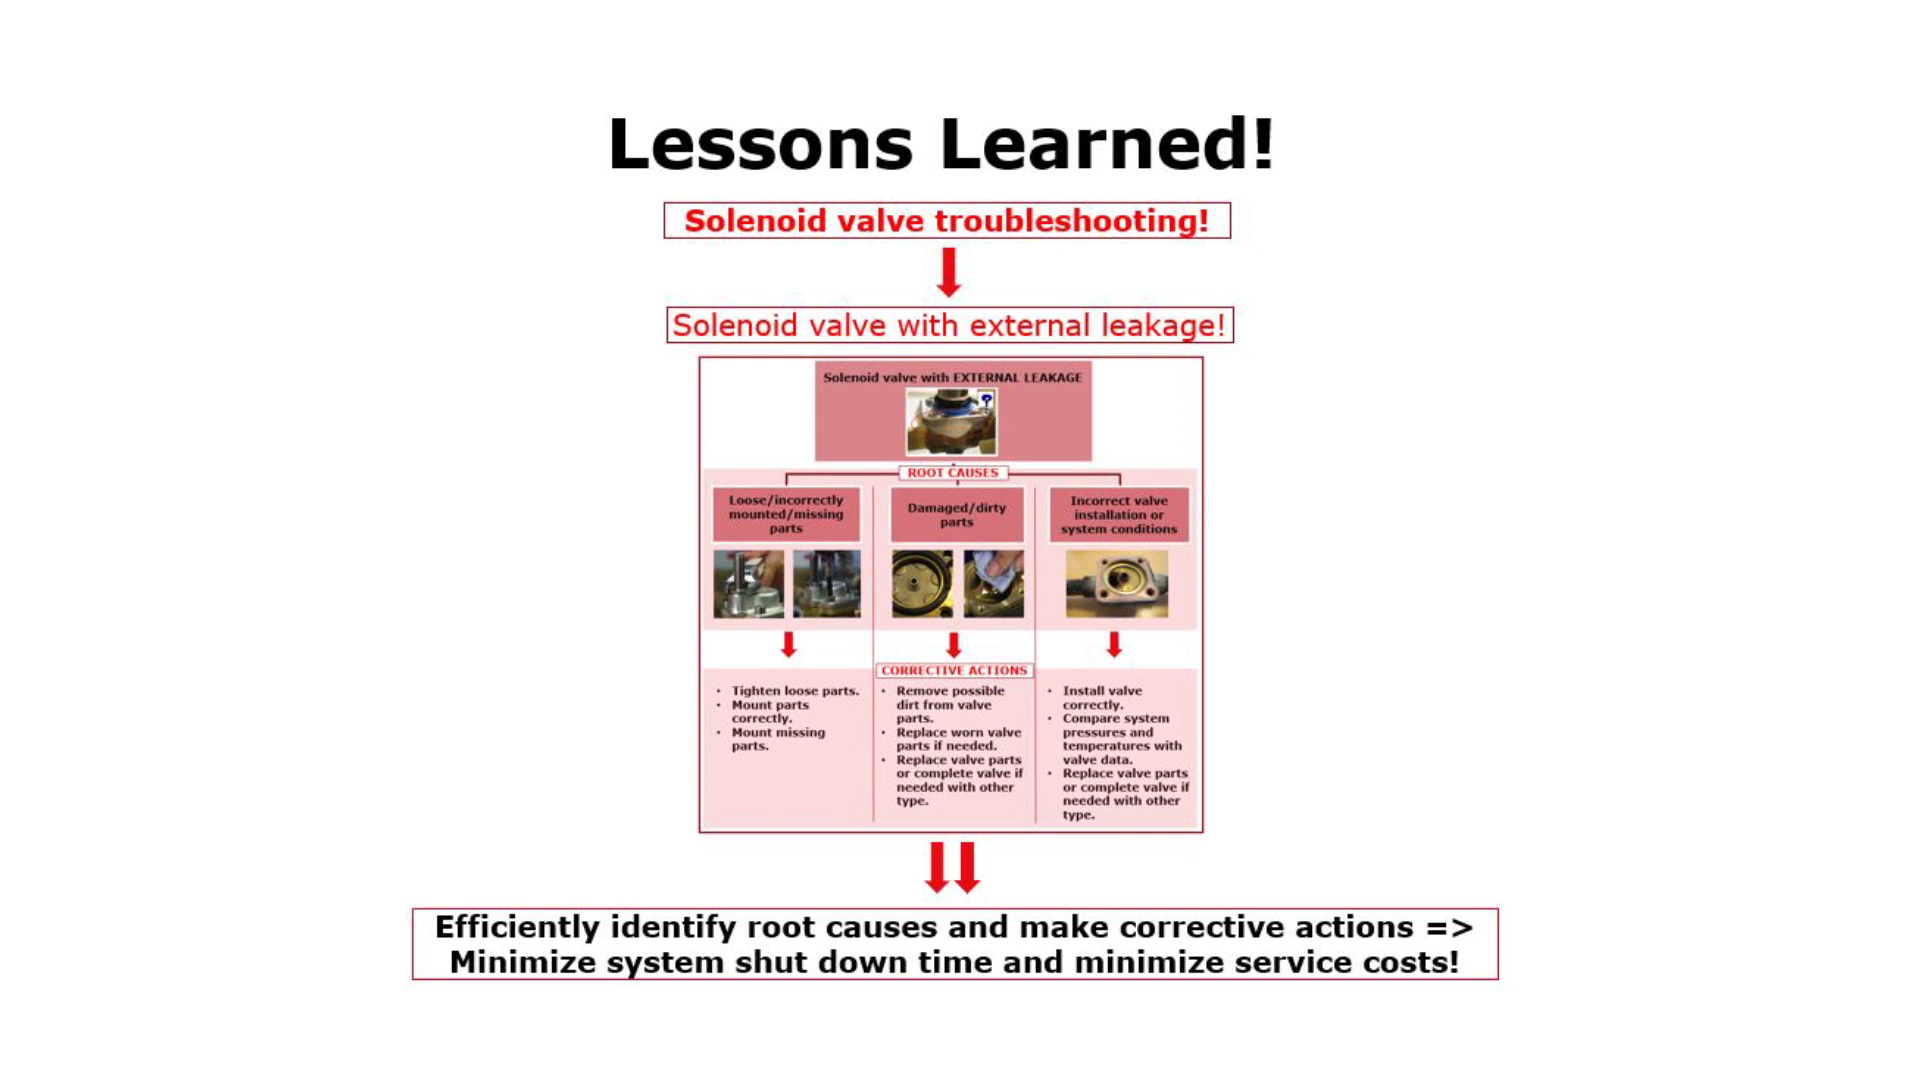 Lessons Learned!
Solenoid valve troubleshooting!
Solenoid valve with external leakage!
Solenoid valve with EXTERNAL LEAKAGE
?
ROOT CAUSES
Loose/incorrectly
mounted/missing
parts
Damaged/dirty
parts
Incorrect valve
installation or
system conditions
CORRECTIVE ACTIONS
• Tighten loose parts.
• Mount parts
correctly.
• Mount missing
parts.
• Remove possible
dirt from valve
parts.
• Replace worn valve
parts if needed.
• Replace valve parts
or complete valve if
needed with other
type.
• Install valve
correctly.
• Compare system
pressures and
temperatures with
valve data.
• Replace valve parts
or complete valve if
needed with other
type.
Efficiently identify root causes and make corrective actions =>
Minimize system shut down time and minimize service costs!